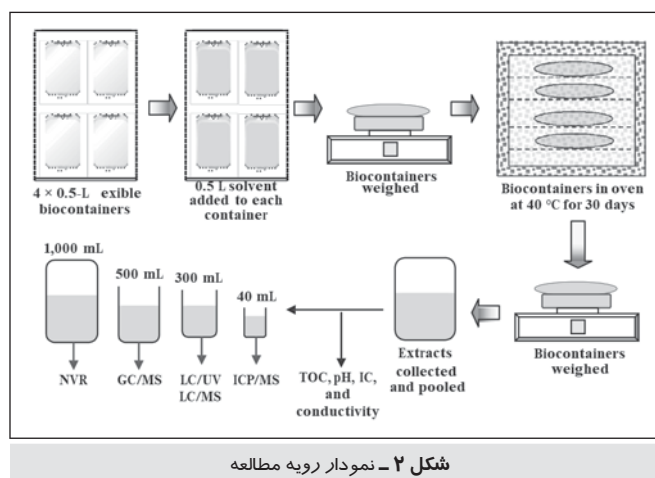 4 × 0.5-L exible
biocontainers
0.5 L solvent
added to each
container
Biocontainers
weighed
Biocontainers in oven
at 40 °C for 30 days
Biocontainers
weighed
Extracts
collected
and pooled
TOC, pH, IC,
and
conductivity
1,000 mL
500 mL
300 mL
40 mL
NVR
GC/MS
LC/UV
LC/MS
ICP/MS
شکل ۲ ـ نمودار رویه مطالعه